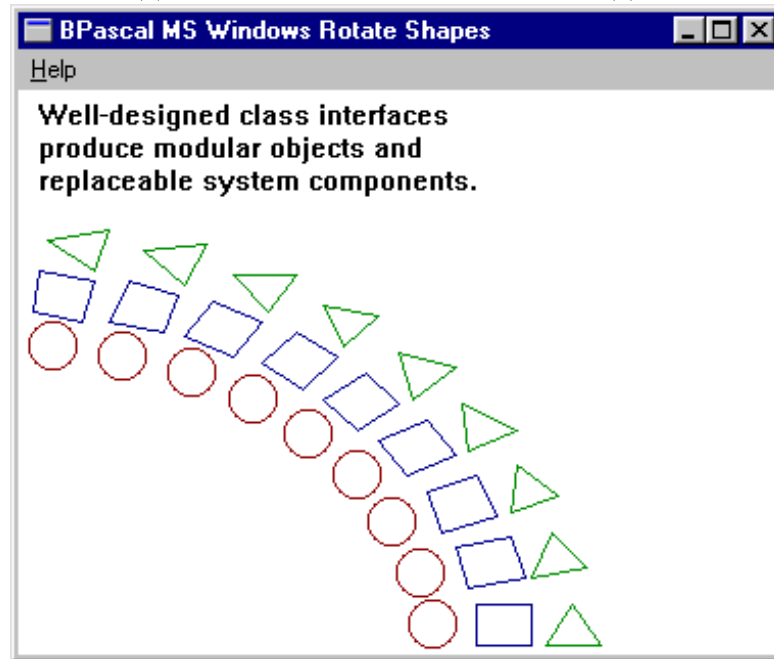 BPascal MS Windows Rotate Shapes
Help
Well-designed class interfaces
produce modular objects and
replaceable system components.